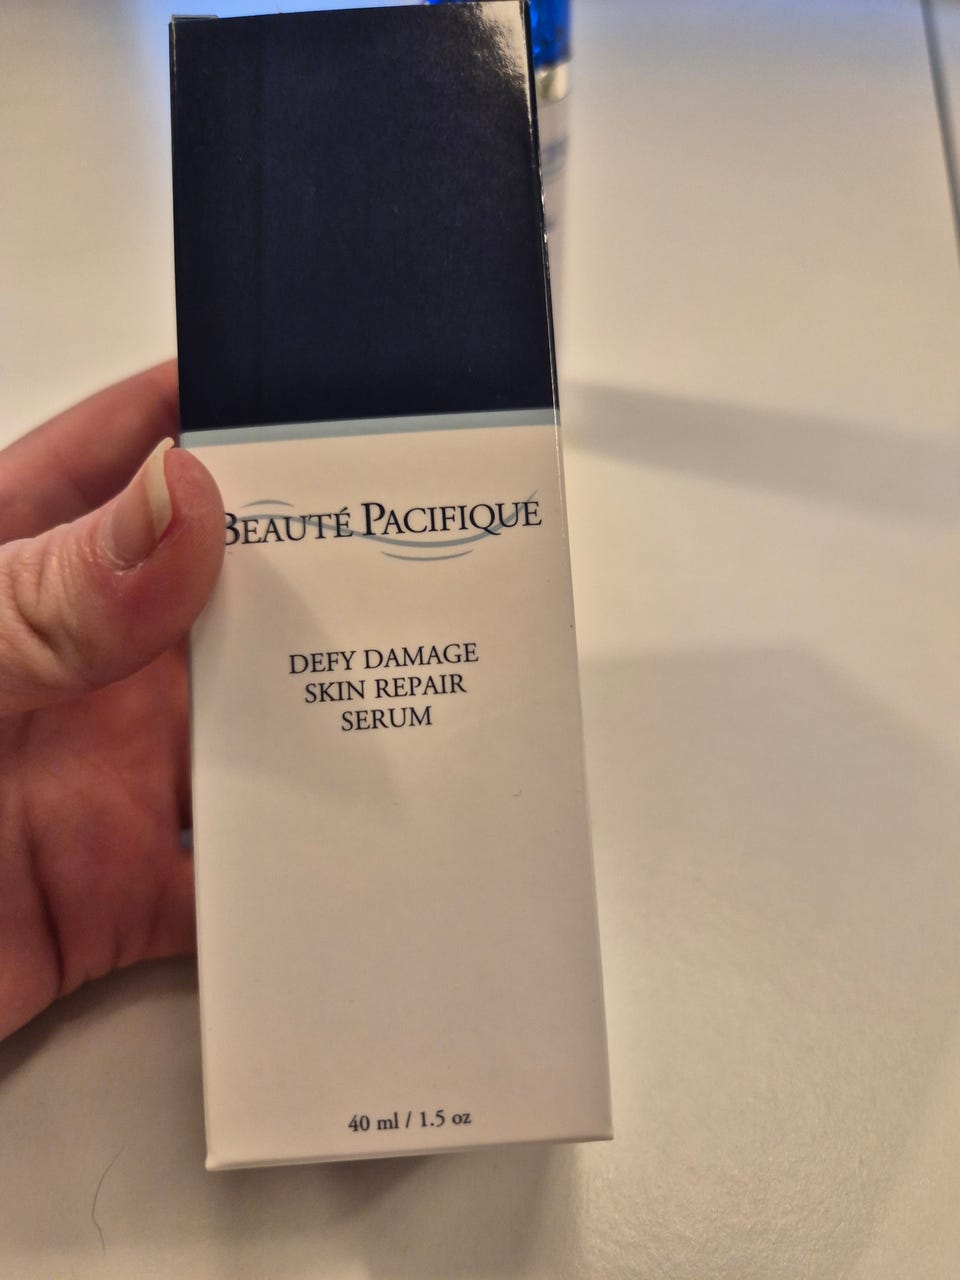 BEAUTÉ PACIFIQUE
DEFY DAMAGE
SKIN REPAIR
SERUM
40 ml / 1.5 oz